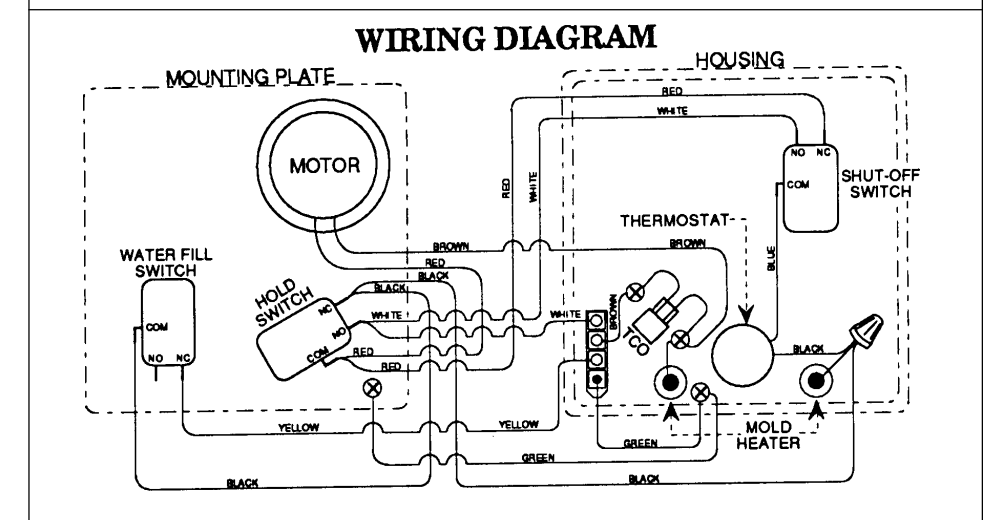 WIRING DIAGRAM
MOUNTING PLATE
HOUSING
RED
WHITE
MOTOR
NO NC
COM
SHUT-OFF
SWITCH
RED
WHITE
THERMOSTAT
BROWN
BROWN
BLUE
WATER FILL
SWITCH
RED
BLACK
BLACK
HOLD
SWITCH
NC
NO
COM
WHITE
WHITE
BROWN
TCO
COM
NO NC
RED
RED
BLACK
YELLOW
YELLOW
MOLD
HEATER
GREEN
GREEN
BLACK
BLACK